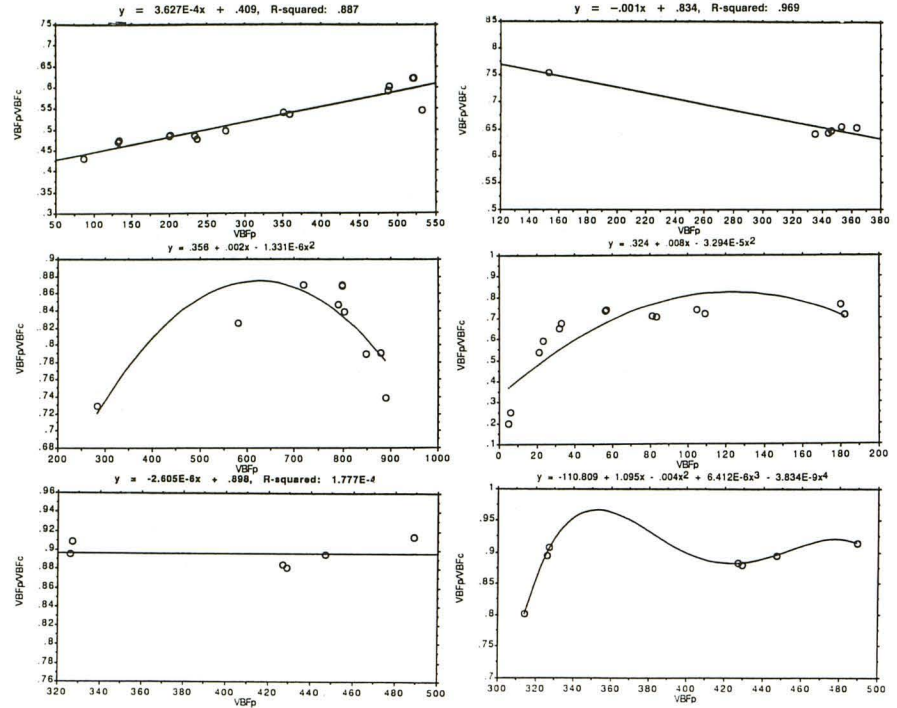 y = 3.627E-4x + .409, R-squared: .887
.75
.7
.65
.6
.55
.5
.45
.4
.35
.3
50 100 150 200 250 300 350 400 450 500 550
VBFp
VBFp/VBFc
y = -.001x + .834, R-squared: .969
.85
.75
.65
.55
.5
120 140 160 180 200 220 240 260 280 300 320 340 360 380
VBFp
VBFp/VBFc
y = .356 + .002x - 1.331E-6x2
.9
.88
.86
.84
.82
.8
.78
.76
.74
.72
.7
.68
200 300 400 500 600 700 800 900 1000
VBFp
VBFp/VBFc
y = .324 + .008x - 3.294E-5x2
1
.9
.8
.7
.6
.5
.4
.3
.2
.1
0 20 40 60 80 100 120 140 160 180 200
VBFp
VBFp/VBFc
y = -2.605E-6x + .898, R-squared: 1.777E-4
.96
.94
.92
.9
.88
.86
.84
.82
.8
.78
.76
320 340 360 380 400 420 440 460 480 500
VBFp
VBFp/VBFc
y = -110.809 + 1.095x - .004x2 + 6.412E-6x3 - 3.834E-9x4
1
.95
.9
.85
.8
.75
.7
300 320 340 360 380 400 420 440 460 480 500
VBFp
VBFp/VBFc